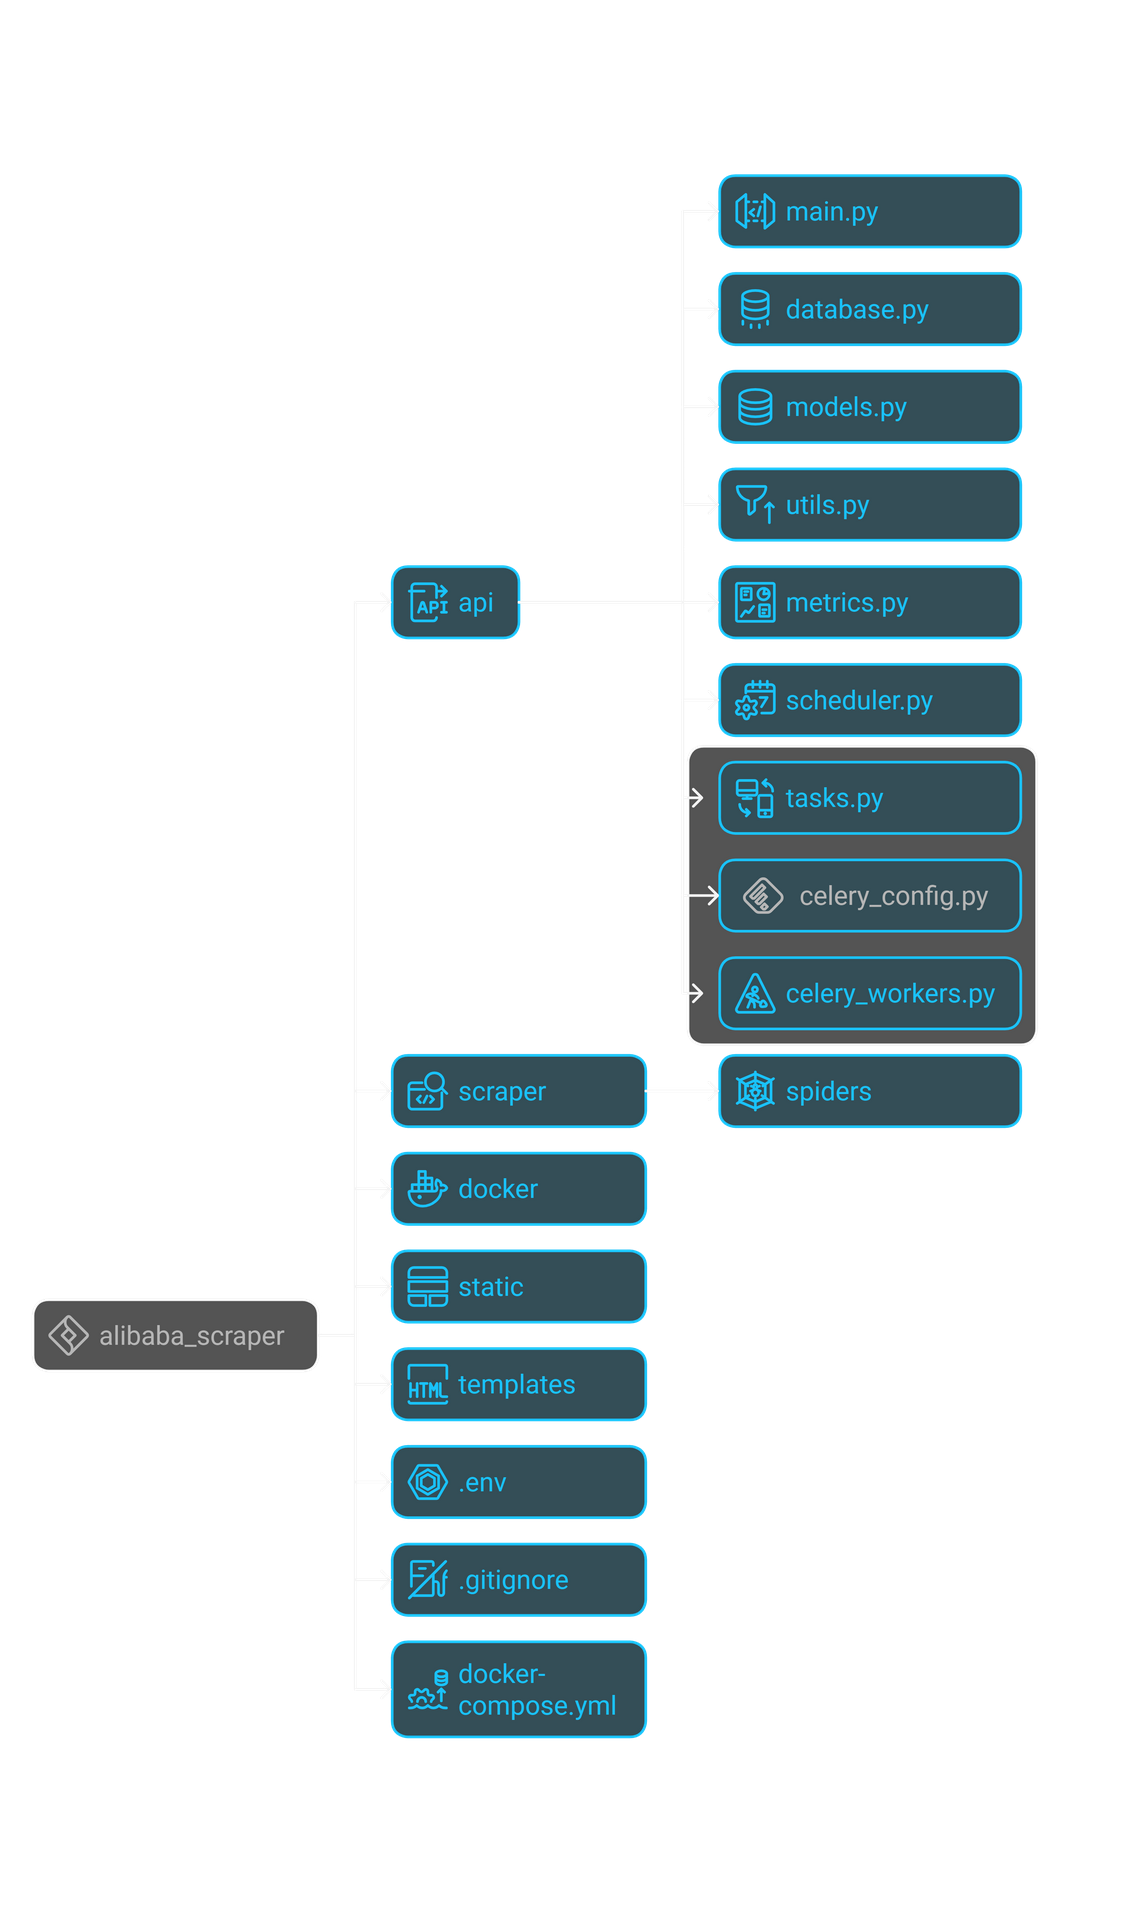 main.py
database.py
models.py
utils.py
API
api
metrics.py
7
scheduler.py
tasks.py
celery_config.py
celery_workers.py
scraper
spiders
docker
static
alibaba_scraper
HTML
templates
.env
.gitignore
docker-
compose.yml